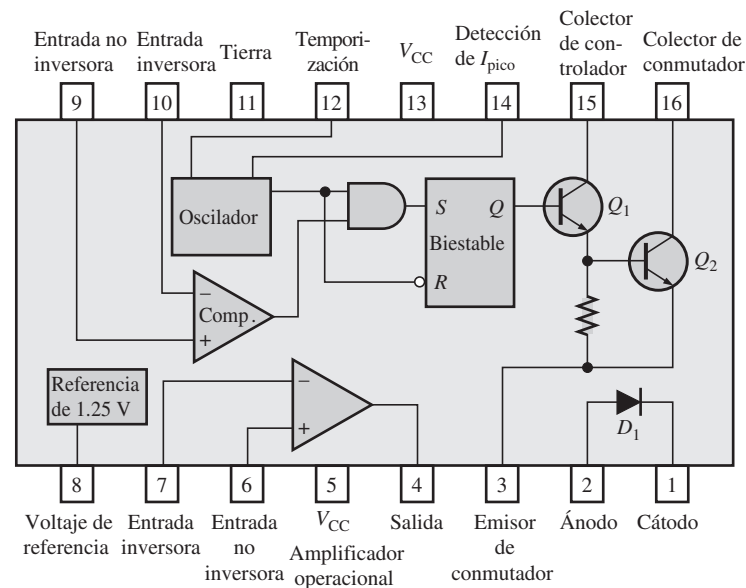 Entrada no
inversora
Entrada
inversora
Tierra
Tempori-
zación
VCC
Detección
de Ipico
Colector
de con-
trolador
Colector de
conmutador
9
10
11
12
13
14
15
16
Oscilador
S
Q
Biestable
R
Q1
Q2
−
Comp.
+
Referencia
de 1.25 V
−
+
D1
8
7
6
5
4
3
2
1
Voltaje de
referencia
Entrada
inversora
Entrada
no
inversora
VCC
Amplificador
operacional
Salida
Emisor
de
conmutador
Ánodo
Cátodo